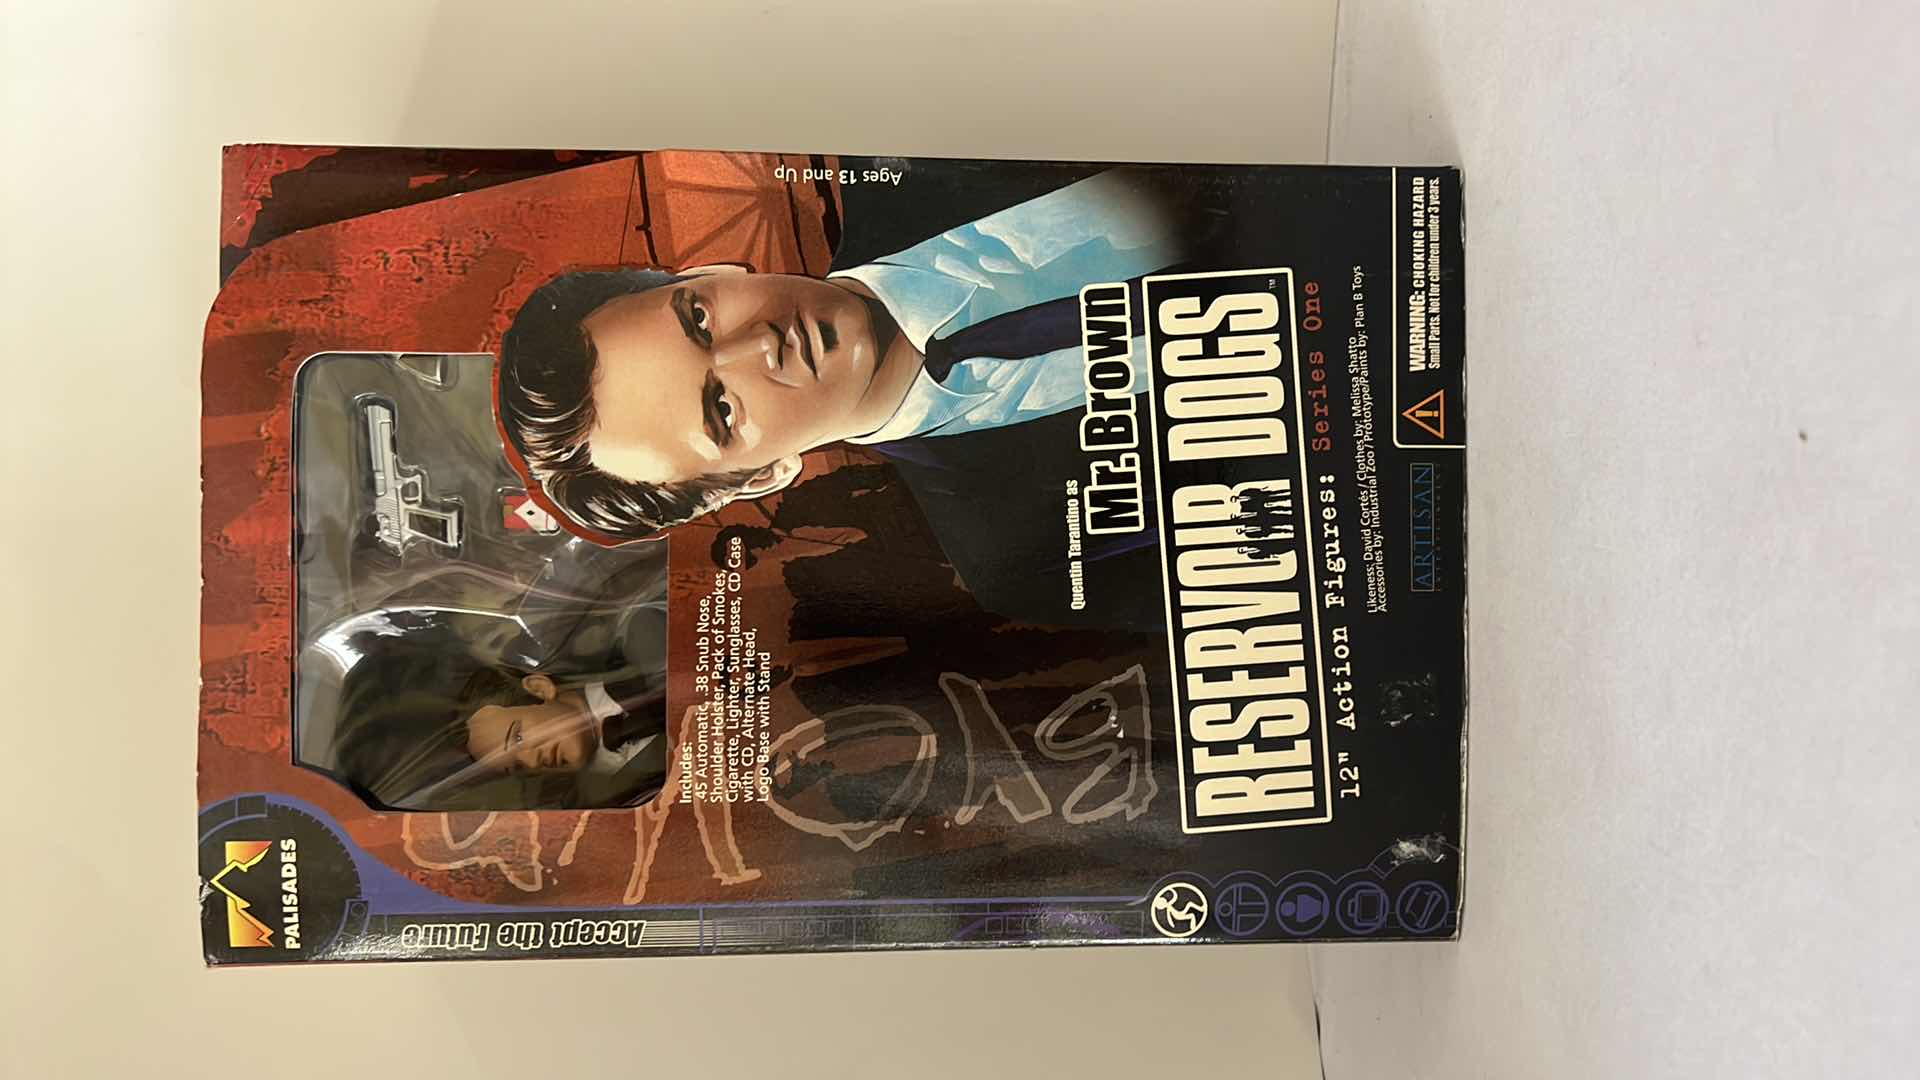 PALISADES
Accept the Future
Ages 13 and Up
Includes:
.45 Automatic, .38 Snub Nose,
Shoulder Holster, Pack of Smokes,
Cigarette, Lighter, Sunglasses, CD Case
with CD, Alternate Head,
Logo Base with Stand
Quentin Tarantino as
Mr. Brown
RESERVOIR DOGS™
12" Action Figures: Series One
Likeness: David Cortés / Clothes by: Melissa Shatto
Accessories by: Industrial Zoo / Prototype/Paints by: Plan B Toys
ARTISAN
WARNING: CHOKING HAZARD
Small Parts. Not for children under 3 years.